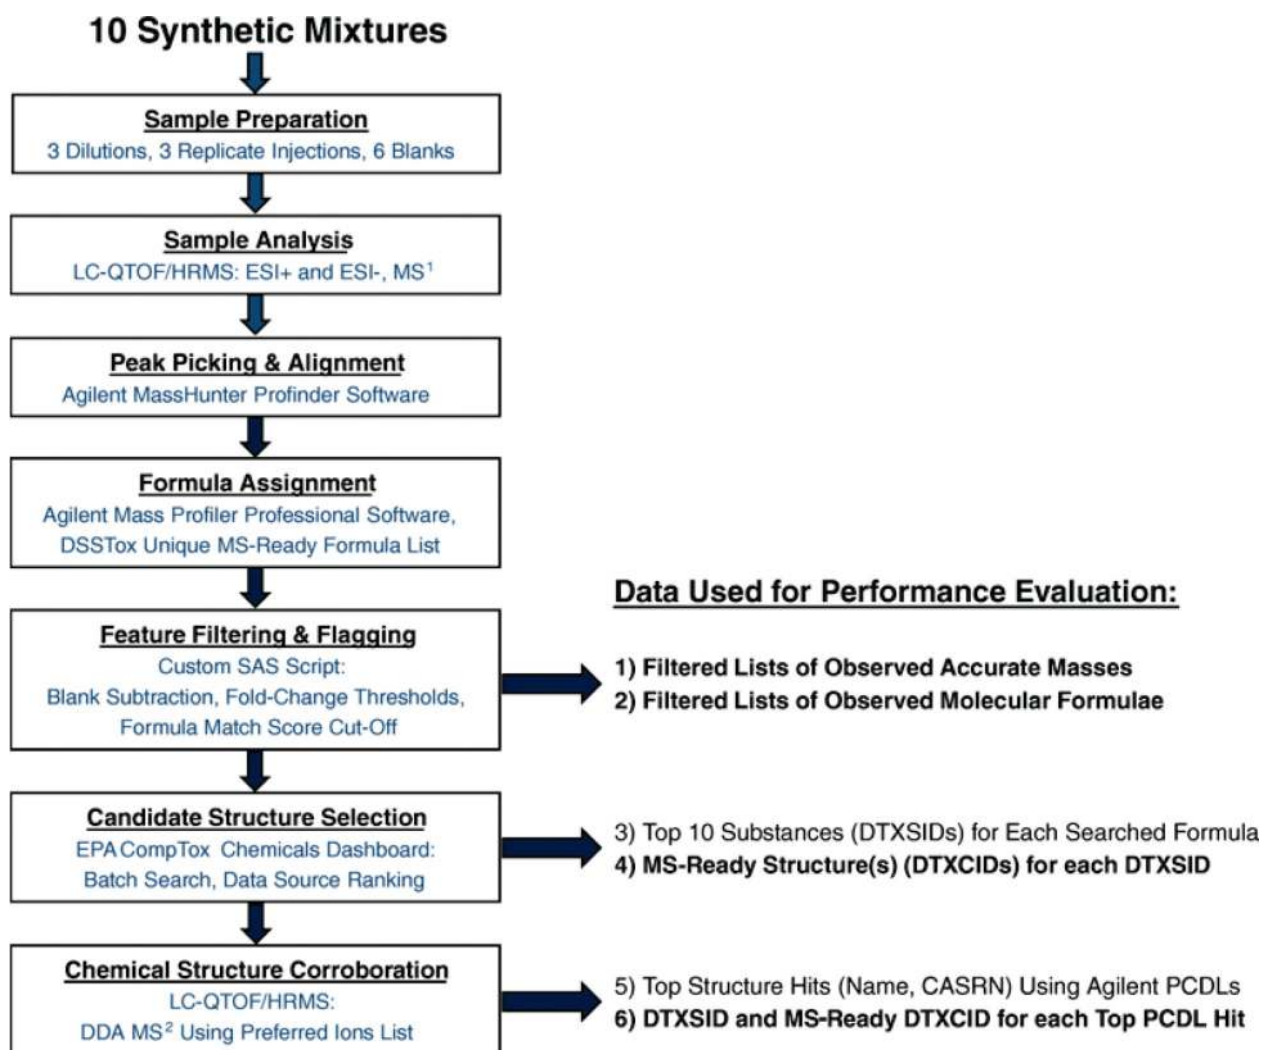 10 Synthetic Mixtures
Sample Preparation
3 Dilutions, 3 Replicate Injections, 6 Blanks
Sample Analysis
LC-QTOF/HRMS: ESI+ and ESI-, MS¹
Peak Picking & Alignment
Agilent MassHunter Profinder Software
Formula Assignment
Agilent Mass Profiler Professional Software,
DSSTox Unique MS-Ready Formula List
Feature Filtering & Flagging
Custom SAS Script:
Blank Subtraction, Fold-Change Thresholds,
Formula Match Score Cut-Off
Data Used for Performance Evaluation:
1) Filtered Lists of Observed Accurate Masses
2) Filtered Lists of Observed Molecular Formulae
Candidate Structure Selection
EPA CompTox Chemicals Dashboard:
Batch Search, Data Source Ranking
3) Top 10 Substances (DTXSIDs) for Each Searched Formula
4) MS-Ready Structure(s) (DTXCIDs) for each DTXSID
Chemical Structure Corroboration
LC-QTOF/HRMS:
DDA MS² Using Preferred Ions List
5) Top Structure Hits (Name, CASRN) Using Agilent PCDLs
6) DTXSID and MS-Ready DTXCID for each Top PCDL Hit